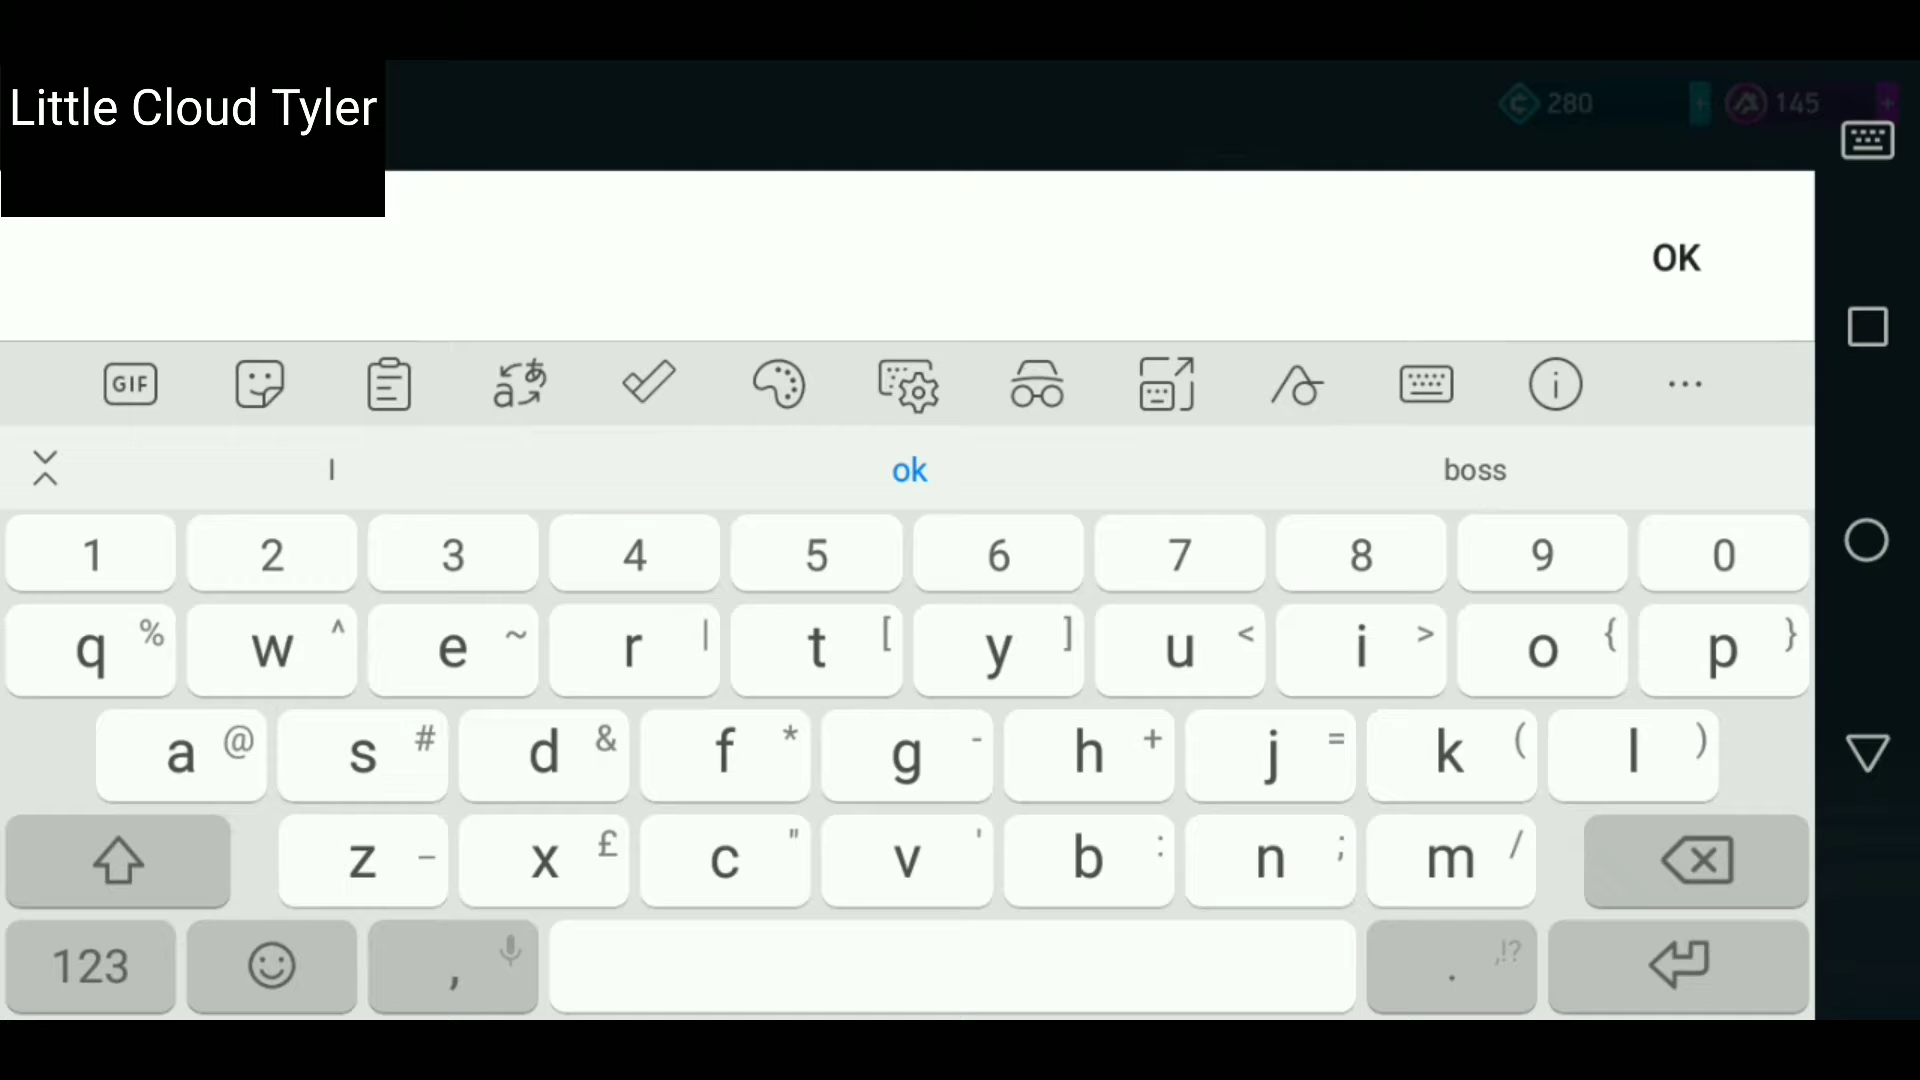 Little Cloud Tyler
280
145
OK
GIF
a あ
I ok boss
1 2 3 4 5 6 7 8 9 0
q % w ^ e ~ r | t [ y ] u < i > o { p }
a @ s # d & f * g - h + j = k ( l )
z _ x £ c " v ' b : n ; m /
123 , . ,!?